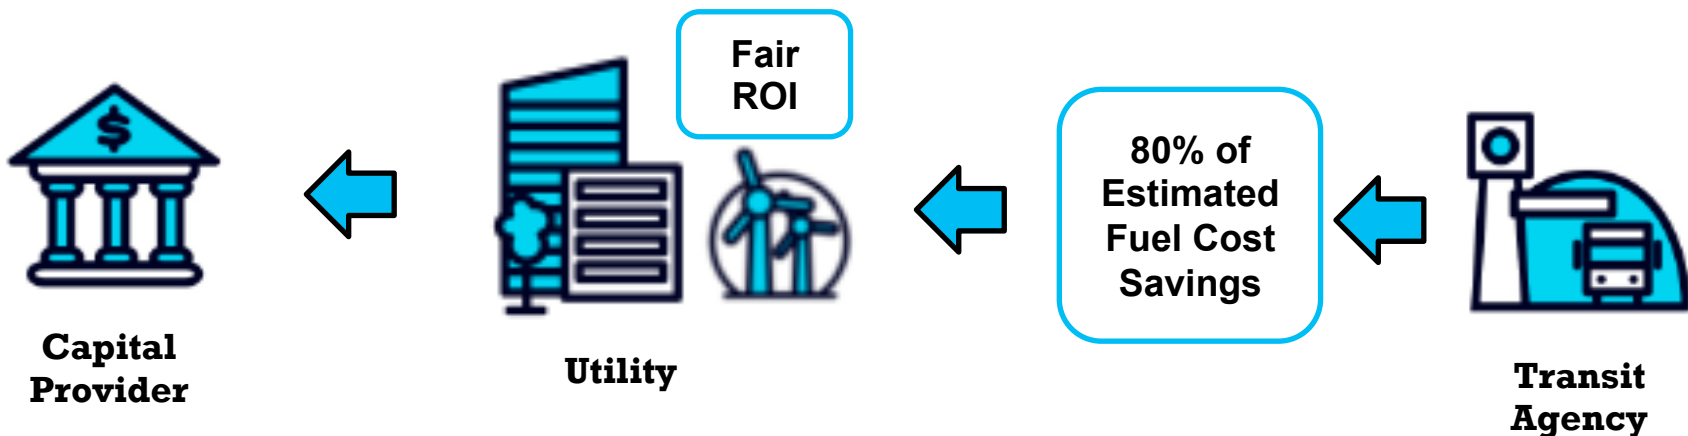 $
Fair
ROI
80% of
Estimated
Fuel Cost
Savings
Capital
Provider
Utility
Transit
Agency